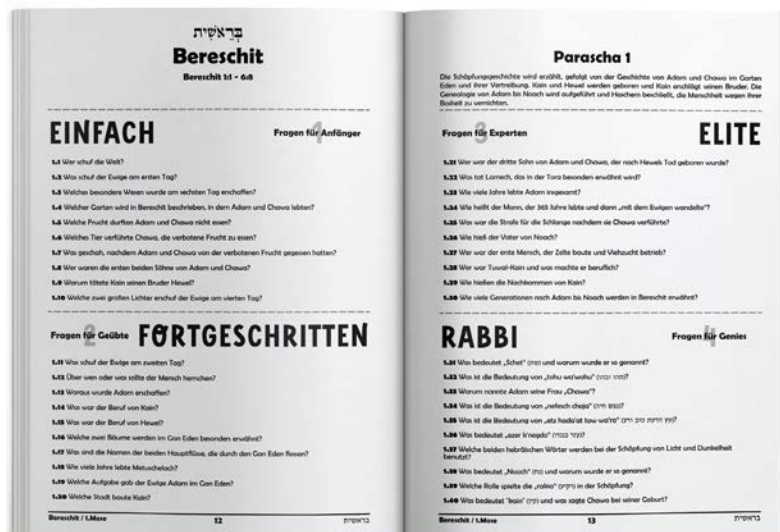 בְּרֵאשִׁית
Bereschit
Bereschit 1:1 - 6:8
EINFACH
1
Fragen für Anfänger
1.1 Wer schuf die Welt?
1.2 Was schuf der Ewige am ersten Tag?
1.3 Welches besondere Wesen wurde am sechsten Tag erschaffen?
1.4 Welcher Garten wird in Bereschit beschrieben, in dem Adam und Chawa lebten?
1.5 Welche Frucht durften Adam und Chawa nicht essen?
1.6 Welches Tier verführte Chawa, die verbotene Frucht zu essen?
1.7 Was geschah, nachdem Adam und Chawa von der verbotenen Frucht gegessen hatten?
1.8 Wer waren die ersten beiden Söhne von Adam und Chawa?
1.9 Warum tötete Kain seinen Bruder Hewel?
1.10 Welche zwei großen Lichter erschuf der Ewige am vierten Tag?
2
Fragen für Geübte
FORTGESCHRITTEN
1.11 Was schuf der Ewige am zweiten Tag?
1.12 Über wen oder was sollte der Mensch herrschen?
1.13 Woraus wurde Adam erschaffen?
1.14 Was war der Beruf von Kain?
1.15 Was war der Beruf von Hewel?
1.16 Welche zwei Bäume werden im Gan Eden besonders erwähnt?
1.17 Was sind die Namen der beiden Hauptflüsse, die durch den Gan Eden flossen?
1.18 Wie viele Jahre lebte Metuschelach?
1.19 Welche Aufgabe gab der Ewige Adam im Gan Eden?
1.20 Welche Stadt baute Kain?
Bereschit / 1.Mose
12
בראשית
Parascha 1
Die Schöpfungsgeschichte wird erzählt, gefolgt von der Geschichte von Adam und Chawa im Garten
Eden und ihrer Vertreibung. Kain und Hewel werden geboren und Kain erschlägt seinen Bruder. Die
Genealogie von Adam bis Noach wird aufgeführt und Haschem beschließt, die Menschheit wegen ihrer
Bosheit zu vernichten.
3
Fragen für Experten
ELITE
1.21 Wer war der dritte Sohn von Adam und Chawa, der nach Hewels Tod geboren wurde?
1.22 Was tat Lamech, das in der Tora besonders erwähnt wird?
1.23 Wie viele Jahre lebte Adam insgesamt?
1.24 Wie heißt der Mann, der 365 Jahre lebte und dann „mit dem Ewigen wandelte“?
1.25 Was war die Strafe für die Schlange nachdem sie Chawa verführte?
1.26 Wie hieß der Vater von Noach?
1.27 Wer war der erste Mensch, der Zelte baute und Viehzucht betrieb?
1.28 Wer war Tuwal-Kain und was machte er beruflich?
1.29 Wie hießen die Nachkommen von Kain?
1.30 Wie viele Generationen nach Adam bis Noach werden in Bereschit erwähnt?
RABBI
4
Fragen für Genies
1.31 Was bedeutet „Schet“ (שת) und warum wurde er so genannt?
1.32 Was ist die Bedeutung von „tohu wa'wohu“ (תהו ובהו)?
1.33 Warum nannte Adam seine Frau „Chawa“?
1.34 Was ist die Bedeutung von „nefesch chaja“ (נפש חיה)?
1.35 Was ist die Bedeutung von „etz hada'at tow wa'ra“ (עץ הדעת טוב ורע)?
1.36 Was bedeutet „eser k'negdo“ (עזר כנגדו)?
1.37 Welche beiden hebräischen Wörter werden bei der Schöpfung von Licht und Dunkelheit
benutzt?
1.38 Was bedeutet „Noach“ (נח) und warum wurde er so genannt?
1.39 Welche Rolle spielte die „rakia“ (רקיע) in der Schöpfung?
1.40 Was bedeutet "kain" (קין) und was sagte Chawa bei seiner Geburt?
Bereschit / 1.Mose
13
בראשית